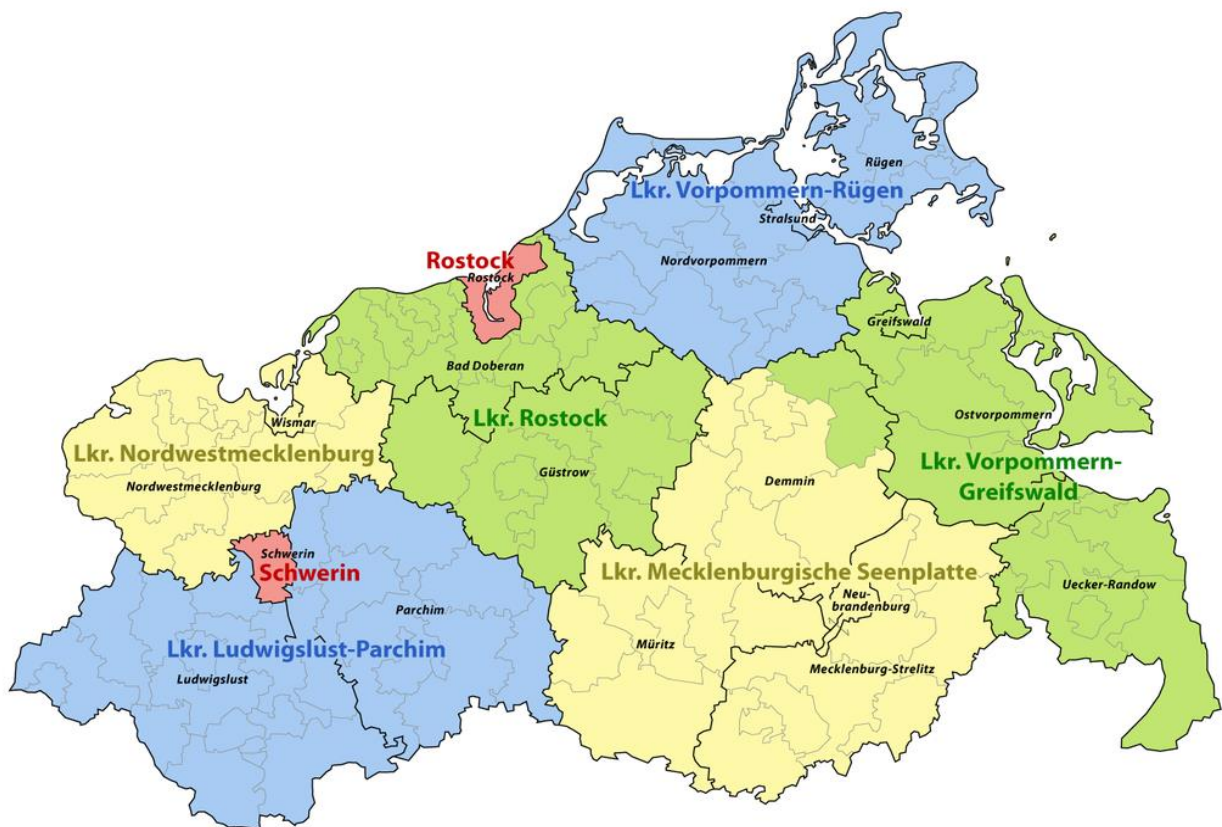 Rügen
Lkr. Vorpommern-Rügen
Stralsund
Nordvorpommern
Rostock
Rostock
Greifswald
Bad Doberan
Ostvorpommern
Lkr. Rostock
Wismar
Lkr. Nordwestmecklenburg
Nordwestmecklenburg
Güstrow
Demmin
Lkr. Vorpommern-
Greifswald
Schwerin
Schwerin
Lkr. Mecklenburgische Seenplatte
Uecker-Randow
Neu-
brandenburg
Parchim
Müritz
Lkr. Ludwigslust-Parchim
Ludwigslust
Mecklenburg-Strelitz